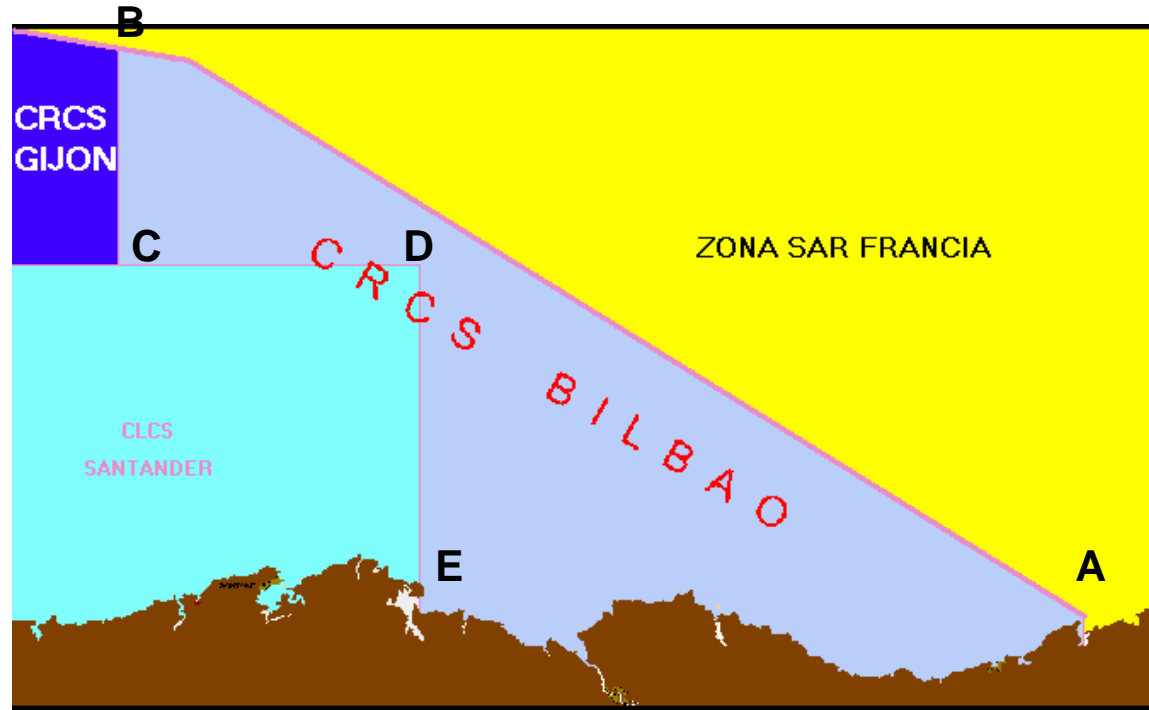 B
CRCS
GIJON
C
D
ZONA SAR FRANCIA
CRCS BILBAO
CLCS
SANTANDER
E
A